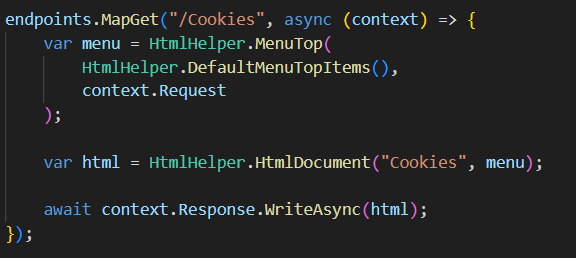 endpoints.MapGet("/Cookies", async (context) => {
    var menu = HtmlHelper.MenuTop(
        HtmlHelper.DefaultMenuTopItems(),
        context.Request
    );

    var html = HtmlHelper.HtmlDocument("Cookies", menu);

    await context.Response.WriteAsync(html);
});